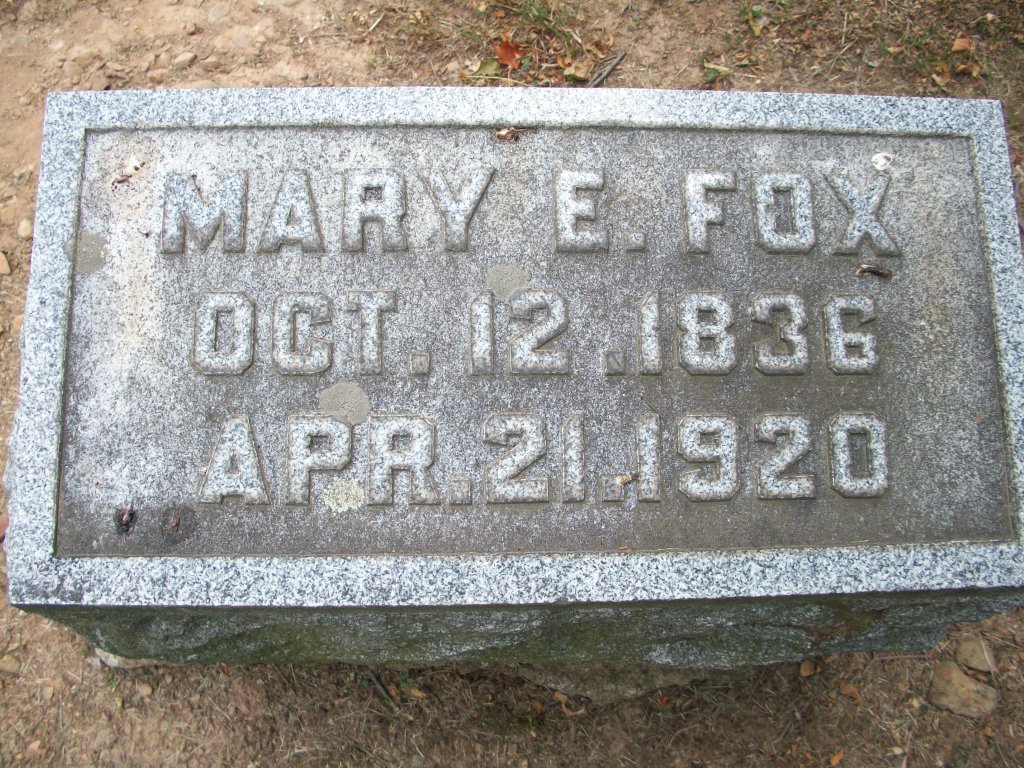 MARY E. FOX
OCT. 12.1836
APR.21.1920